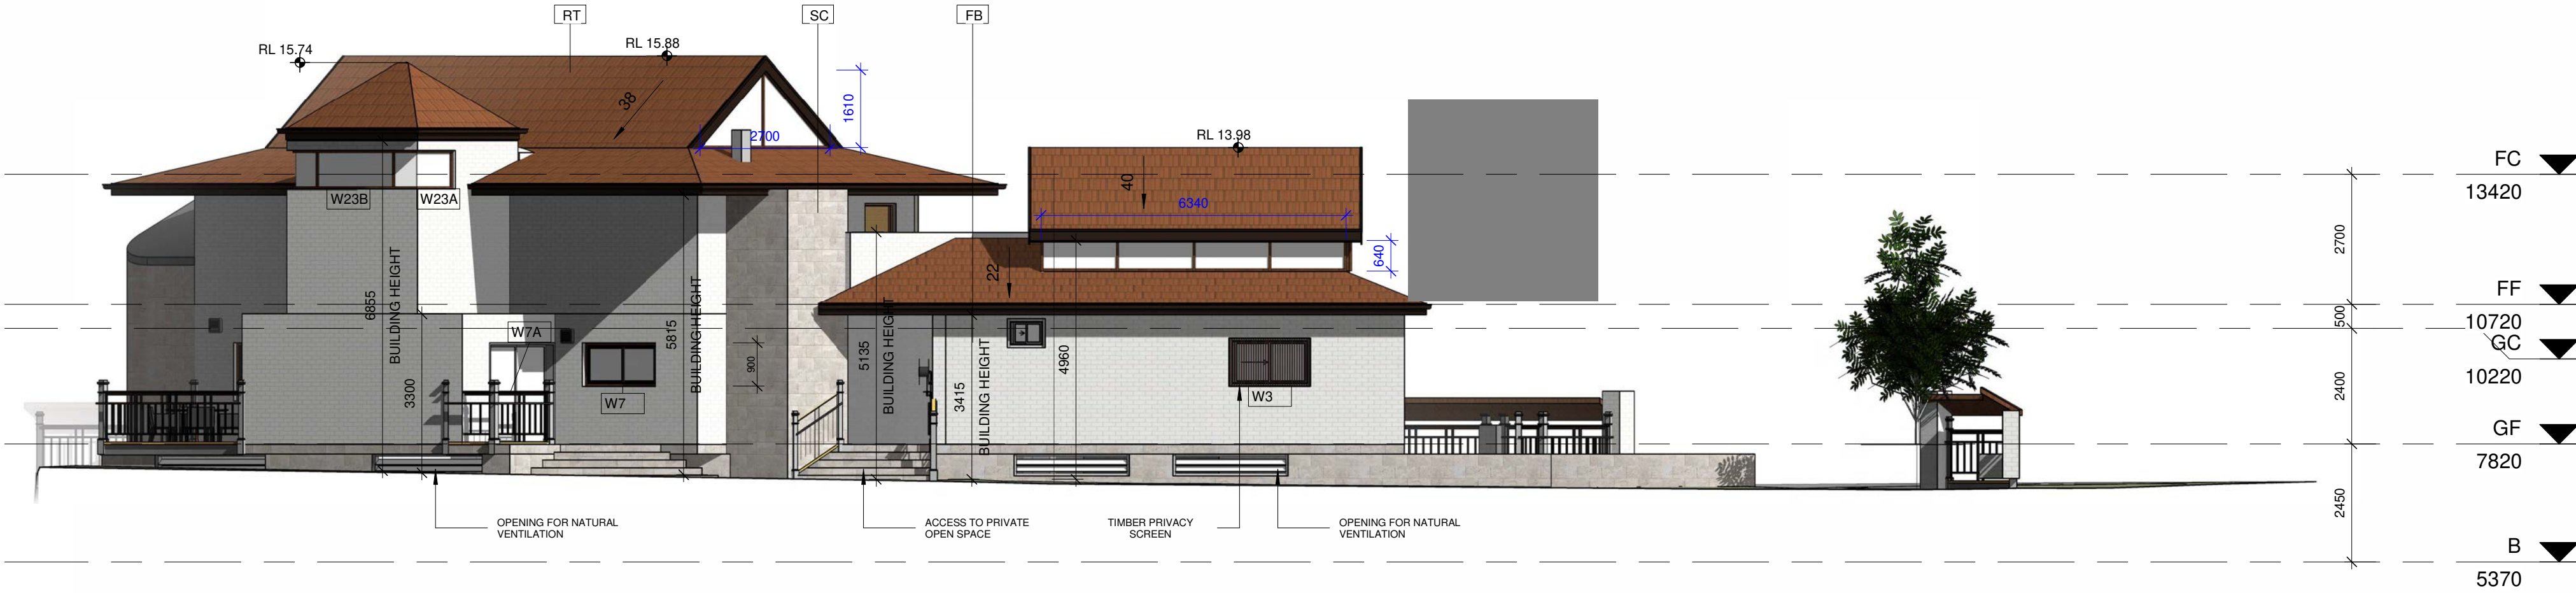 RT
SC
FB
RL 15.74
RL 15.88
38
2700
1610
RL 13.98
40
6340
640
22
FC
13420
2700
FF
10720
500
GC
10220
2400
GF
7820
2450
B
5370
W23B
W23A
6855
BUILDING HEIGHT
3300
W7A
W7
5815
BUILDING HEIGHT
900
5135
BUILDING HEIGHT
3415
BUILDING HEIGHT
4960
W3
OPENING FOR NATURAL
VENTILATION
ACCESS TO PRIVATE
OPEN SPACE
TIMBER PRIVACY
SCREEN
OPENING FOR NATURAL
VENTILATION